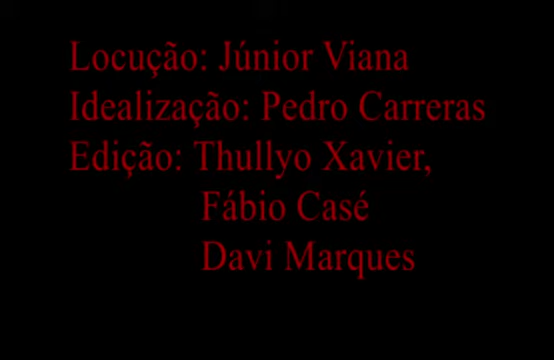 Locução: Júnior Viana
Idealização: Pedro Carreras
Edição: Thullyo Xavier,
Fábio Casé
Davi Marques